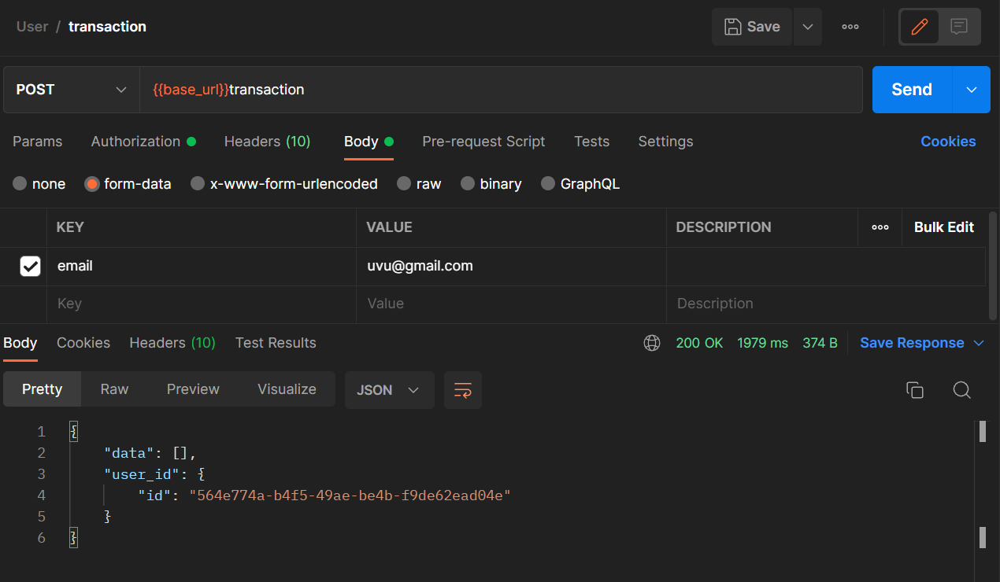 User / transaction
Save
POST
{{base_url}}transaction
Send
Params Authorization Headers (10) Body Pre-request Script Tests Settings Cookies
none form-data x-www-form-urlencoded raw binary GraphQL
KEY VALUE DESCRIPTION Bulk Edit
email uvu@gmail.com
Key Value Description
Body Cookies Headers (10) Test Results 200 OK 1979 ms 374 B Save Response
Pretty Raw Preview Visualize JSON
1 {
2 "data": [],
3 "user_id": {
4 "id": "564e774a-b4f5-49ae-be4b-f9de62ead04e"
5 }
6 }